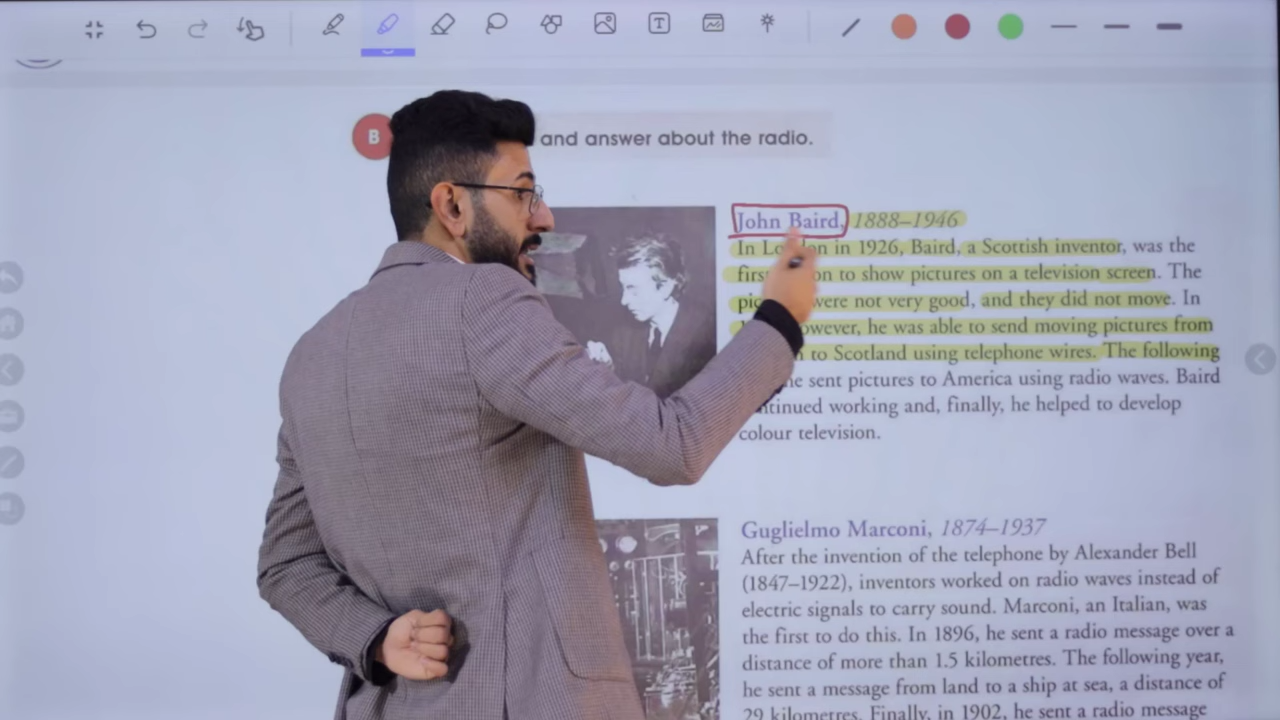 B
and answer about the radio.
John Baird, 1888–1946
In in 1926, Baird, a Scottish inventor, was the
first to show pictures on a television screen. The
were not very good, and they did not move. In
he was able to send moving pictures from
to Scotland using telephone wires. The following
he sent pictures to America using radio waves. Baird
working and, finally, he helped to develop
colour television.
Guglielmo Marconi, 1874–1937
After the invention of the telephone by Alexander Bell
(1847–1922), inventors worked on radio waves instead of
electric signals to carry sound. Marconi, an Italian, was
the first to do this. In 1896, he sent a radio message over a
distance of more than 1.5 kilometres. The following year,
he sent a message from land to a ship at sea, a distance of
29 kilometres. Finally, in 1902, he sent a radio message